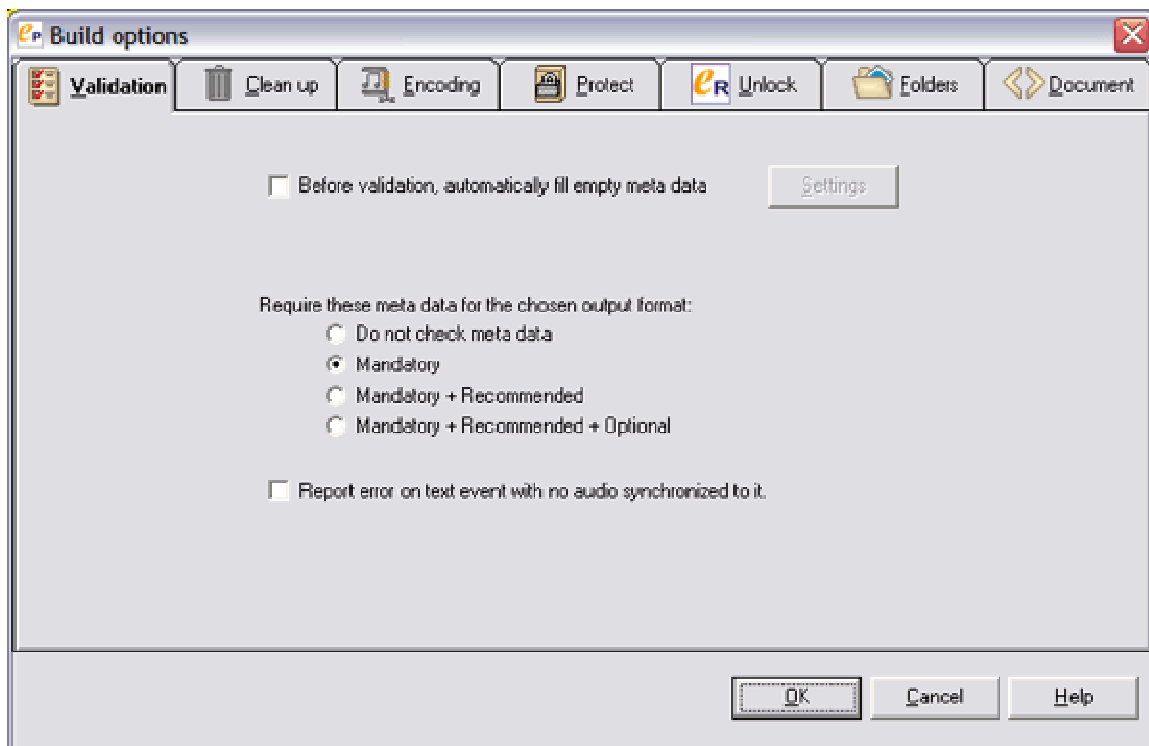 eP Build options
Validation Clean up Encoding Protect eR Unlock Folders Document
Before validation, automatically fill empty meta data Settings
Require these meta data for the chosen output format:
Do not check meta data
Mandatory
Mandatory + Recommended
Mandatory + Recommended + Optional
Report error on text event with no audio synchronized to it.
OK Cancel Help